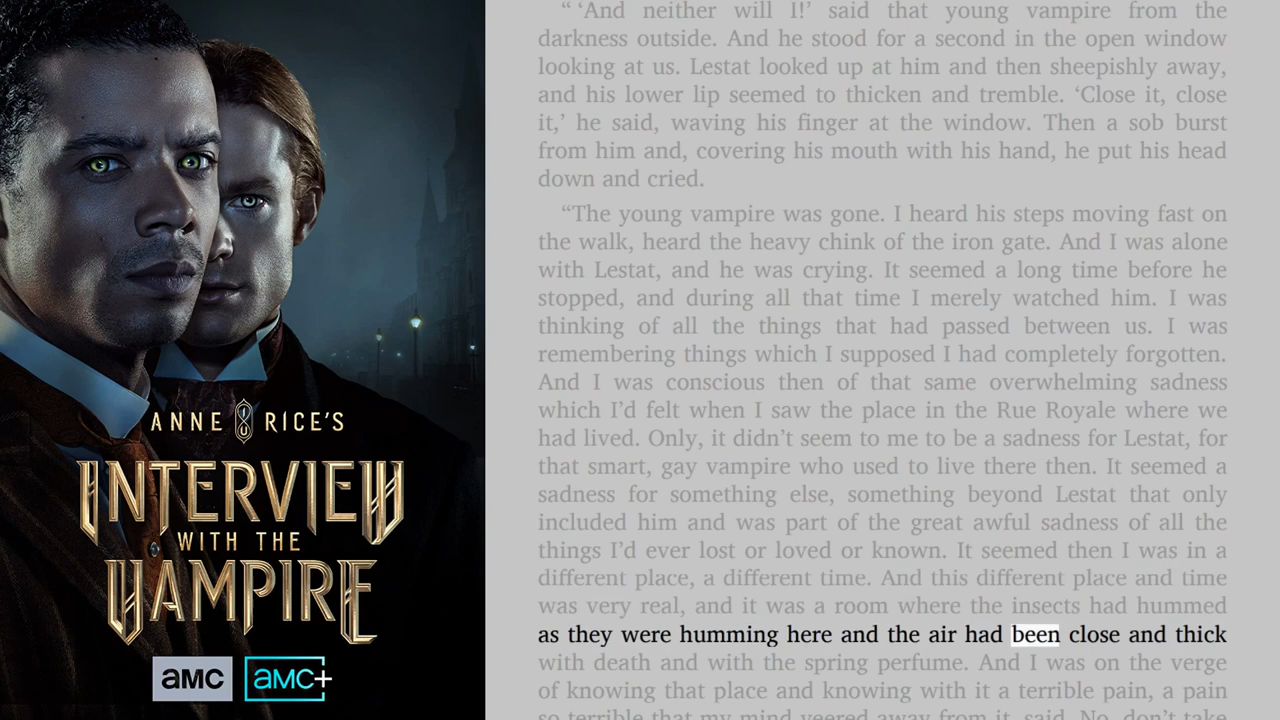 ANNE RICE'S
INTERVIEW
WITH THE
VAMPIRE
amc
amc+
“ ‘And neither will I!’ said that young vampire from the
darkness outside. And he stood for a second in the open window
looking at us. Lestat looked up at him and then sheepishly away,
and his lower lip seemed to thicken and tremble. ‘Close it, close
it,’ he said, waving his finger at the window. Then a sob burst
from him and, covering his mouth with his hand, he put his head
down and cried.
“The young vampire was gone. I heard his steps moving fast on
the walk, heard the heavy chink of the iron gate. And I was alone
with Lestat, and he was crying. It seemed a long time before he
stopped, and during all that time I merely watched him. I was
thinking of all the things that had passed between us. I was
remembering things which I supposed I had completely forgotten.
And I was conscious then of that same overwhelming sadness
which I’d felt when I saw the place in the Rue Royale where we
had lived. Only, it didn’t seem to me to be a sadness for Lestat, for
that smart, gay vampire who used to live there then. It seemed a
sadness for something else, something beyond Lestat that only
included him and was part of the great awful sadness of all the
things I’d ever lost or loved or known. It seemed then I was in a
different place, a different time. And this different place and time
was very real, and it was a room where the insects had hummed
as they were humming here and the air had been close and thick
with death and with the spring perfume. And I was on the verge
of knowing that place and knowing with it a terrible pain, a pain
so terrible that my mind veered away from it, said, No, don’t take